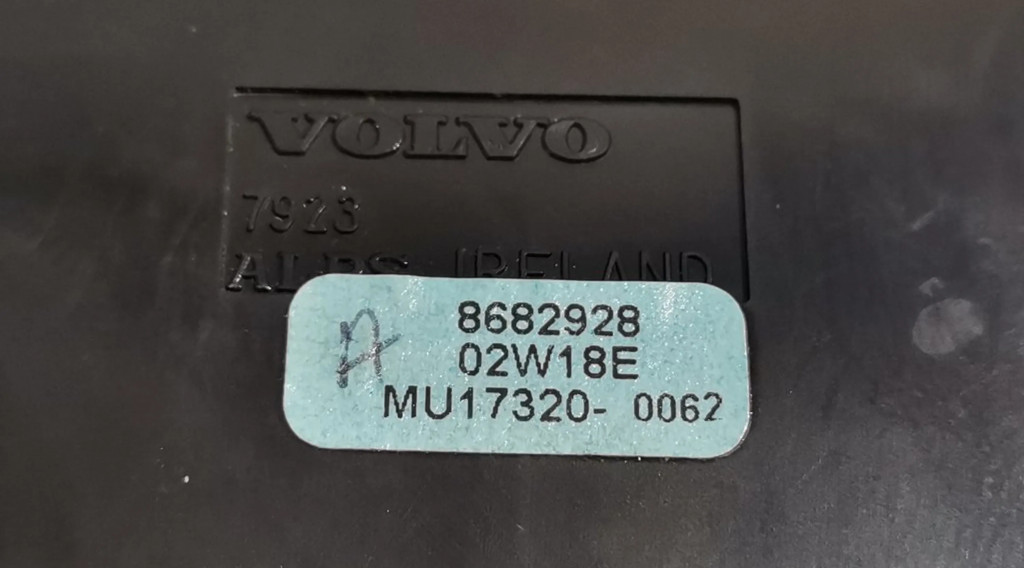 VOLVO
7923
ALPS IRELAND
A
8682928
02W18E
MU17320- 0062